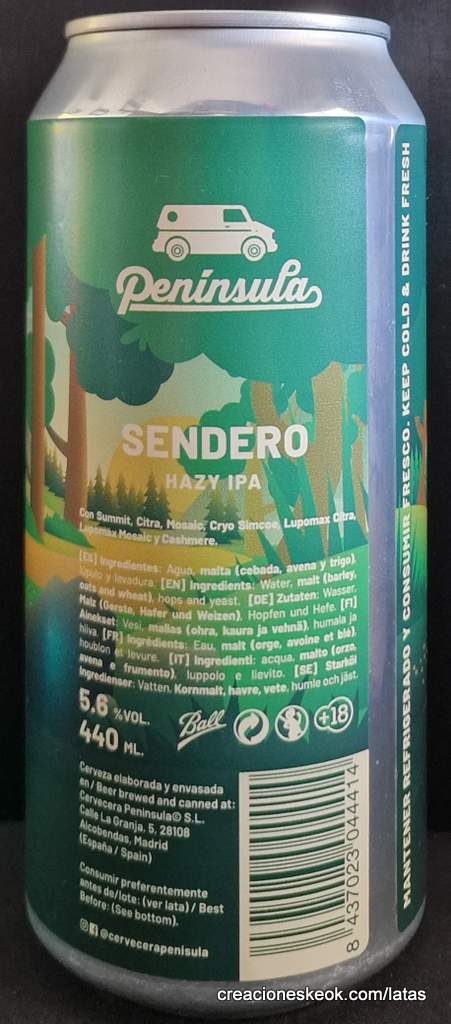 Península
SENDERO
HAZY IPA
Con Summit, Citra, Mosaic, Cryo Simcoe, Lupomax Citra,
Lupomax Mosaic y Cashmere.
[ES] Ingredientes: Agua, malta (cebada, avena y trigo),
lúpulo y levadura. [EN] Ingredients: Water, malt (barley,
oats and wheat), hops and yeast. [DE] Zutaten: Wasser,
Malz (Gerste, Hafer und Weizen), Hopfen und Hefe. [FI]
Ainekset: Vesi, mallas (ohra, kaura ja vehnä), humala ja
hiiva. [FR] Ingrédients: Eau, malt (orge, avoine et blé),
houblon et levure. [IT] Ingredienti: acqua, malto (orzo,
avena e frumento), luppolo e lievito. [SE] Starköl
Ingredienser: Vatten, Kornmalt, havre, vete, humle och jäst.
5.6 %VOL.
440 ML.
Ball
+18
Cerveza elaborada y envasada
en / Beer brewed and canned at:
Cervecera Peninsula© S.L.
Calle La Granja, 5, 28108
Alcobendas, Madrid
(España / Spain)
Consumir preferentemente
antes de/lote: (ver lata) / Best
Before: (See bottom).
@cervecerapenisula
8 437023 044414
MANTENER REFRIGERADO Y CONSUMIR FRESCO. KEEP COLD & DRINK FRESH
creacioneskeok.com/latas